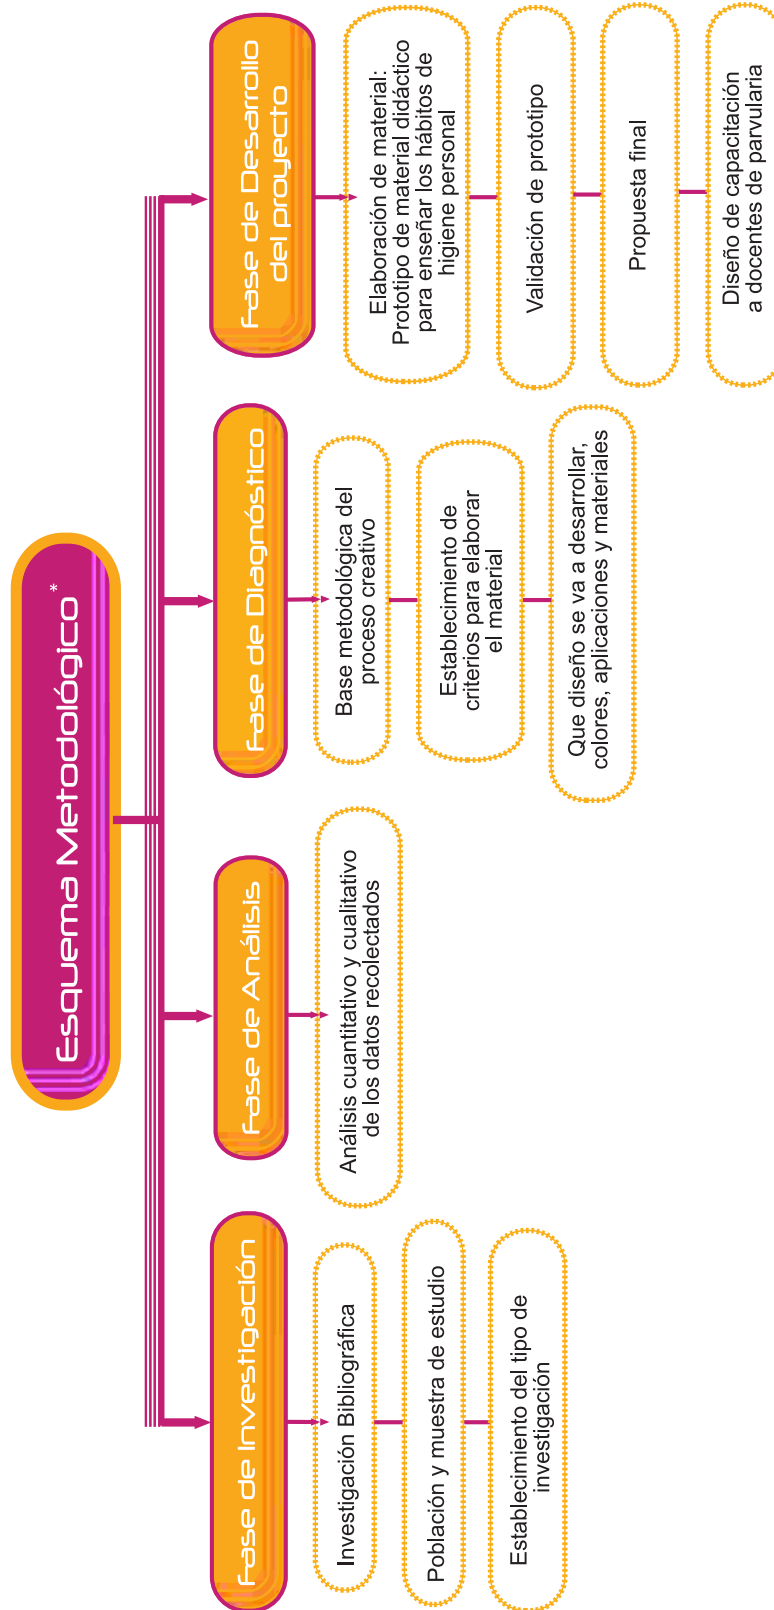 Esquema Metodológico*
Fase de Investigación
Investigación Bibliográfica
Población y muestra de estudio
Establecimiento del tipo de
investigación
Fase de Análisis
Análisis cuantitativo y cualitativo
de los datos recolectados
Fase de Diagnóstico
Base metodológica del
proceso creativo
Establecimiento de
criterios para elaborar
el material
Que diseño se va a desarrollar,
colores, aplicaciones y materiales
Fase de Desarrollo
del proyecto
Elaboración de material:
Prototipo de material didáctico
para enseñar los hábitos de
higiene personal
Validación de prototipo
Propuesta final
Diseño de capacitación
a docentes de parvularia